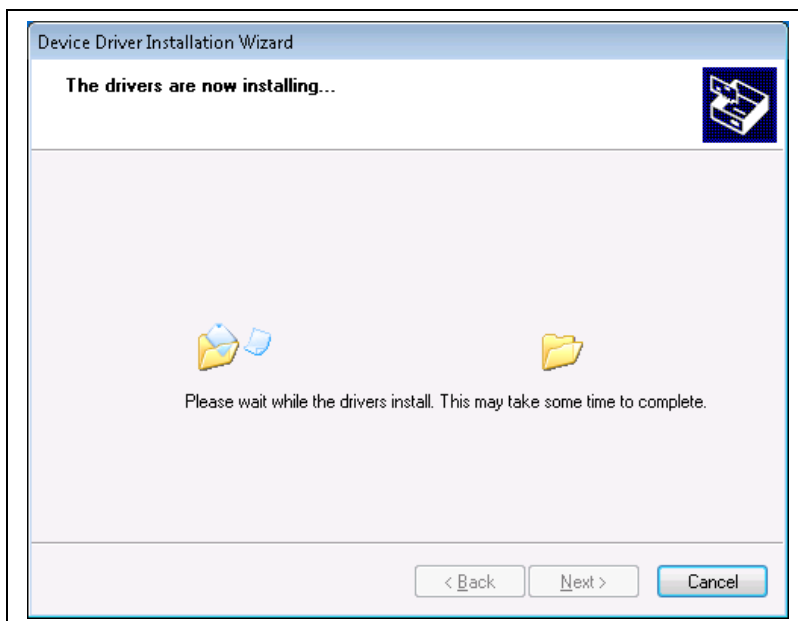 Device Driver Installation Wizard
The drivers are now installing...
Please wait while the drivers install. This may take some time to complete.
< Back
Next >
Cancel